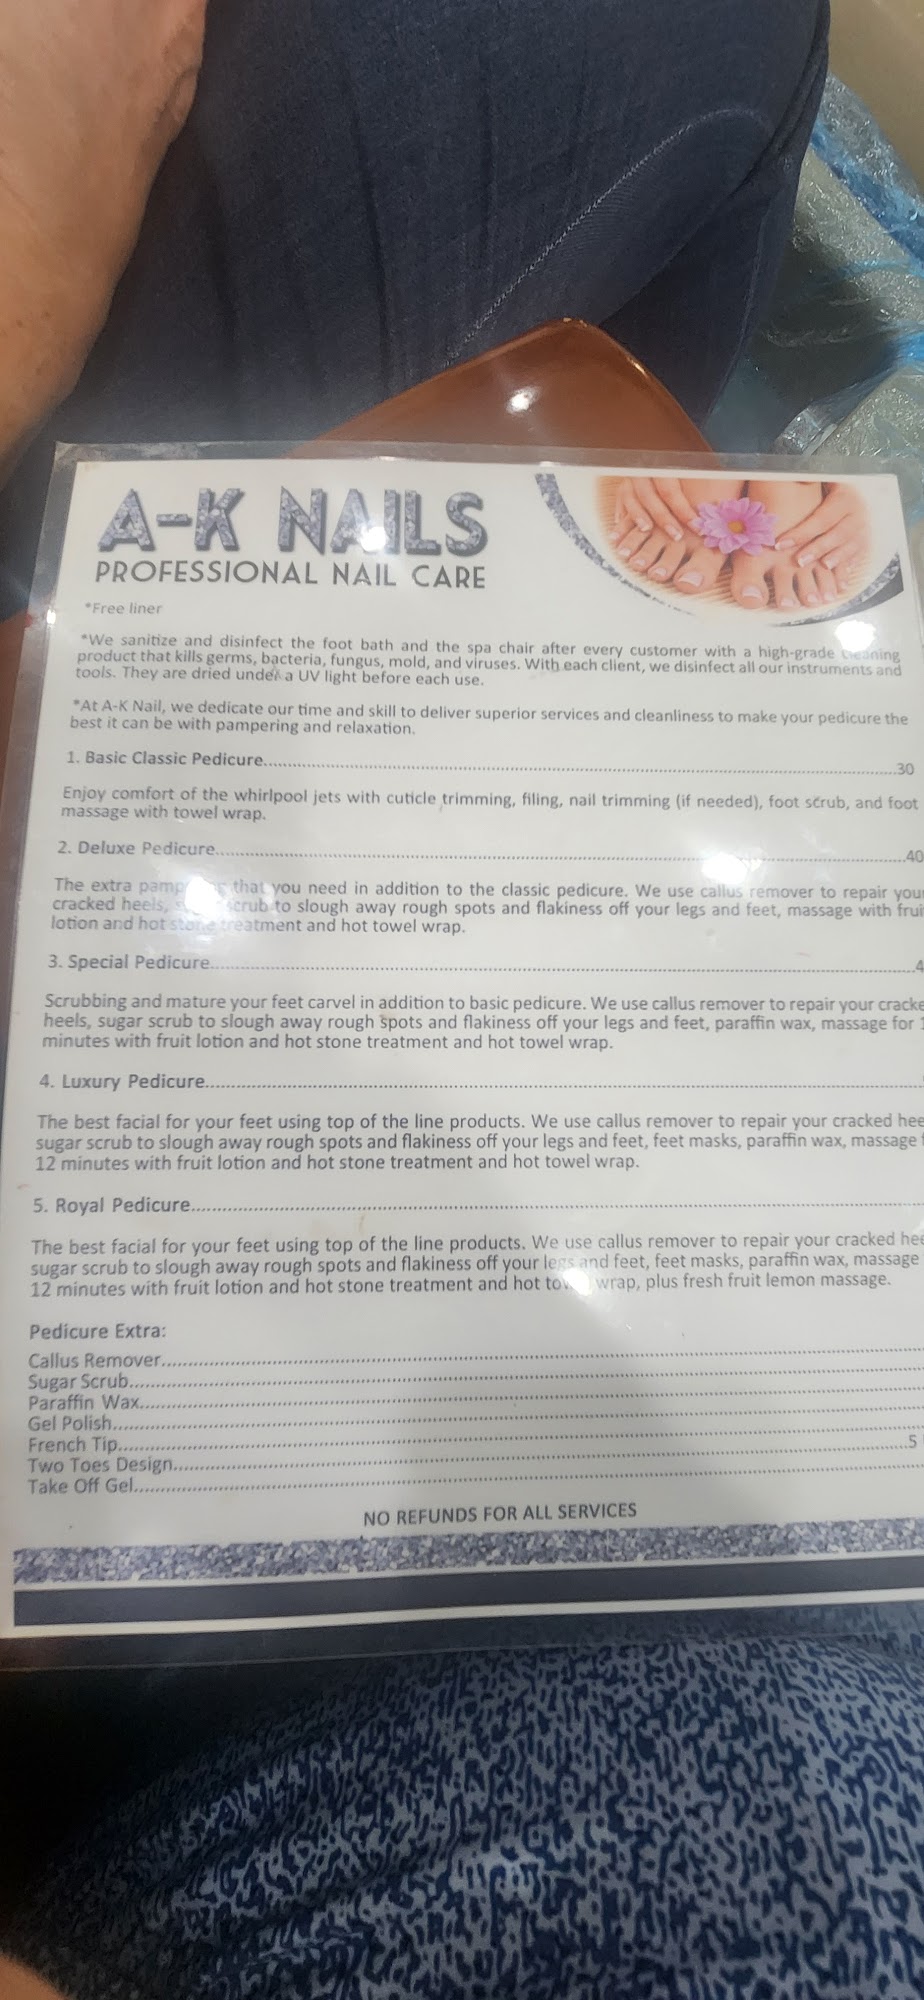 A-K NAILS
PROFESSIONAL NAIL CARE
*Free liner
*We sanitize and disinfect the foot bath and the spa chair after every customer with a high-grade cleaning
product that kills germs, bacteria, fungus, mold, and viruses. With each client, we disinfect all our instruments and
tools. They are dried under a UV light before each use.
*At A-K Nail, we dedicate our time and skill to deliver superior services and cleanliness to make your pedicure the
best it can be with pampering and relaxation.
1. Basic Classic Pedicure....................30
Enjoy comfort of the whirlpool jets with cuticle trimming, filing, nail trimming (if needed), foot scrub, and foot
massage with towel wrap.
2. Deluxe Pedicure....................40
The extra that you need in addition to the classic pedicure. We use callus remover to repair your
cracked heels, scrub to slough away rough spots and flakiness off your legs and feet, massage with
lotion and hot stone treatment and hot towel wrap.
3. Special Pedicure....................
Scrubbing and mature your feet carvel in addition to basic pedicure. We use callus remover to repair your
heels, sugar scrub to slough away rough spots and flakiness off your legs and feet, paraffin wax, massage for
minutes with fruit lotion and hot stone treatment and hot towel wrap.
4. Luxury Pedicure....................
The best facial for your feet using top of the line products. We use callus remover to repair your cracked
sugar scrub to slough away rough spots and flakiness off your legs and feet, feet masks, paraffin wax, massage
12 minutes with fruit lotion and hot stone treatment and hot towel wrap.
5. Royal Pedicure....................
The best facial for your feet using top of the line products. We use callus remover to repair your cracked
sugar scrub to slough away rough spots and flakiness off your legs and feet, feet masks, paraffin wax, massage
12 minutes with fruit lotion and hot stone treatment and hot towel wrap, plus fresh fruit lemon massage.
Pedicure Extra:
Callus Remover....................
Sugar Scrub....................
Paraffin Wax....................
Gel Polish....................
French Tip....................5
Two Toes Design....................
Take Off Gel....................
NO REFUNDS FOR ALL SERVICES